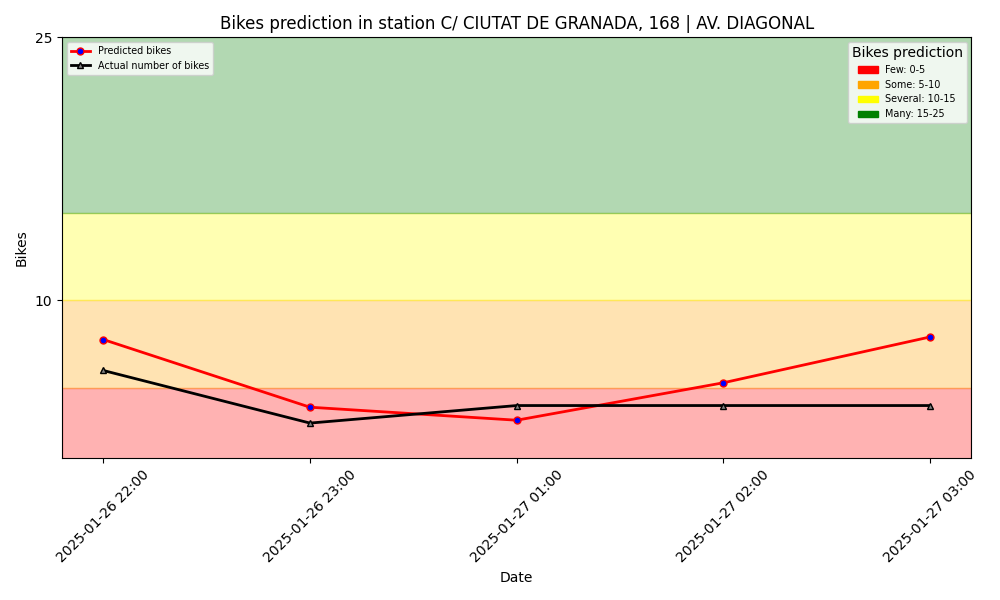 Bikes prediction in station C/ CIUTAT DE GRANADA, 168 | AV. DIAGONAL
25
10
Bikes
Predicted bikes
Actual number of bikes
Bikes prediction
Few: 0-5
Some: 5-10
Several: 10-15
Many: 15-25
2025-01-26 22:00
2025-01-26 23:00
2025-01-27 01:00
2025-01-27 02:00
2025-01-27 03:00
Date